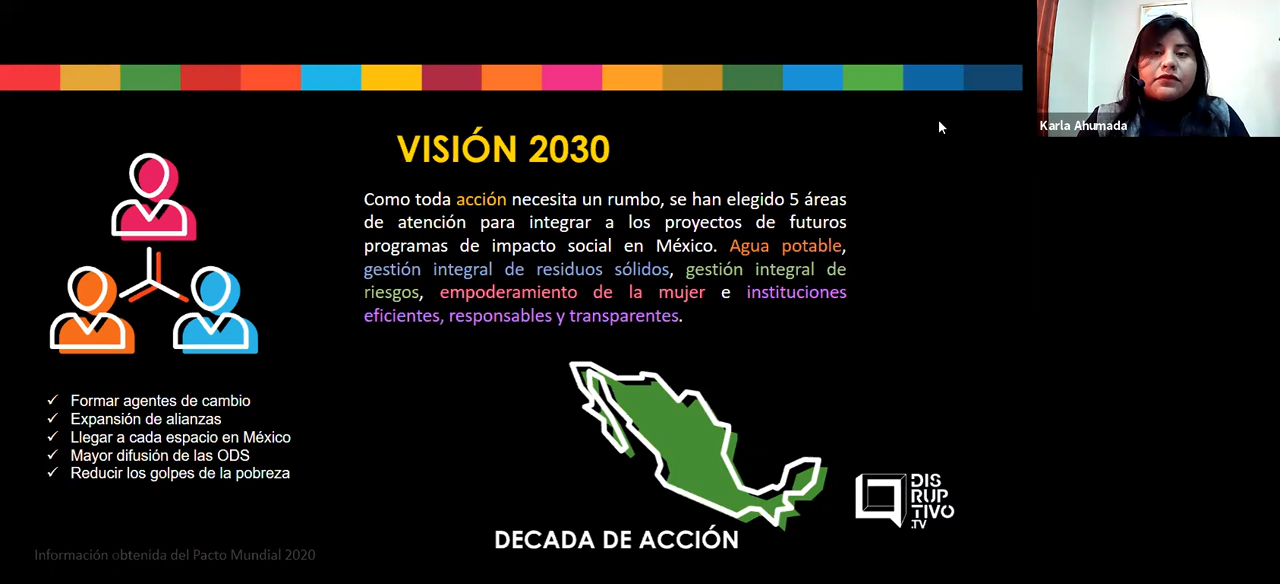 Karla Ahumada
VISIÓN 2030
Como toda acción necesita un rumbo, se han elegido 5 áreas
de atención para integrar a los proyectos de futuros
programas de impacto social en México. Agua potable,
gestión integral de residuos sólidos, gestión integral de
riesgos, empoderamiento de la mujer e instituciones
eficientes, responsables y transparentes.
Formar agentes de cambio
Expansión de alianzas
Llegar a cada espacio en México
Mayor difusión de las ODS
Reducir los golpes de la pobreza
DIS
RUP
TIVO
.TV
DECADA DE ACCIÓN
Información obtenida del Pacto Mundial 2020